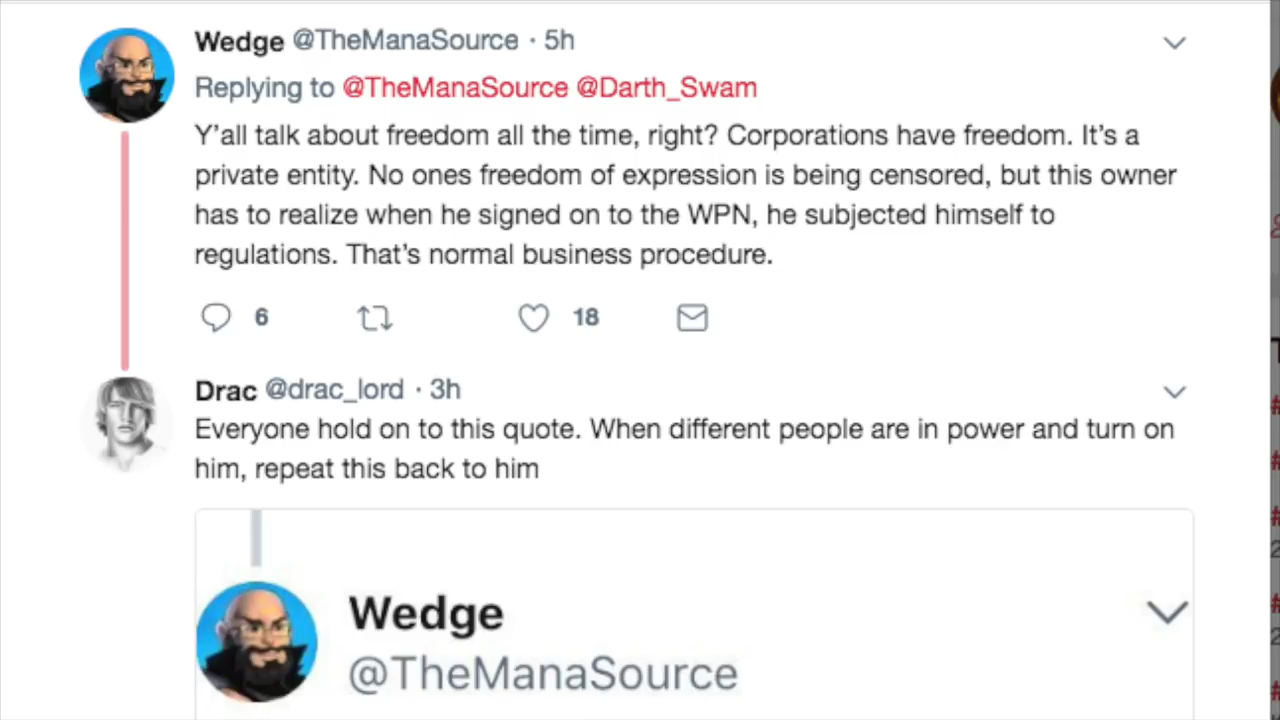 Wedge @TheManaSource · 5h
Replying to @TheManaSource @Darth_Swam
Y’all talk about freedom all the time, right? Corporations have freedom. It’s a
private entity. No ones freedom of expression is being censored, but this owner
has to realize when he signed on to the WPN, he subjected himself to
regulations. That’s normal business procedure.
6 18
Drac @drac_lord · 3h
Everyone hold on to this quote. When different people are in power and turn on
him, repeat this back to him
Wedge
@TheManaSource